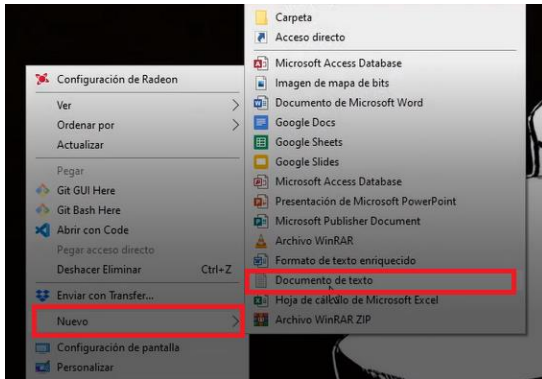 Configuración de Radeon
Ver
Ordenar por
Actualizar
Pegar
Git GUI Here
Git Bash Here
Abrir con Code
Pegar acceso directo
Deshacer Eliminar Ctrl+Z
Enviar con Transfer...
Nuevo
Configuración de pantalla
Personalizar
Carpeta
Acceso directo
Microsoft Access Database
Imagen de mapa de bits
Documento de Microsoft Word
Google Docs
Google Sheets
Google Slides
Microsoft Access Database
Presentación de Microsoft PowerPoint
Microsoft Publisher Document
Archivo WinRAR
Formato de texto enriquecido
Documento de texto
Hoja de cálculo de Microsoft Excel
Archivo WinRAR ZIP